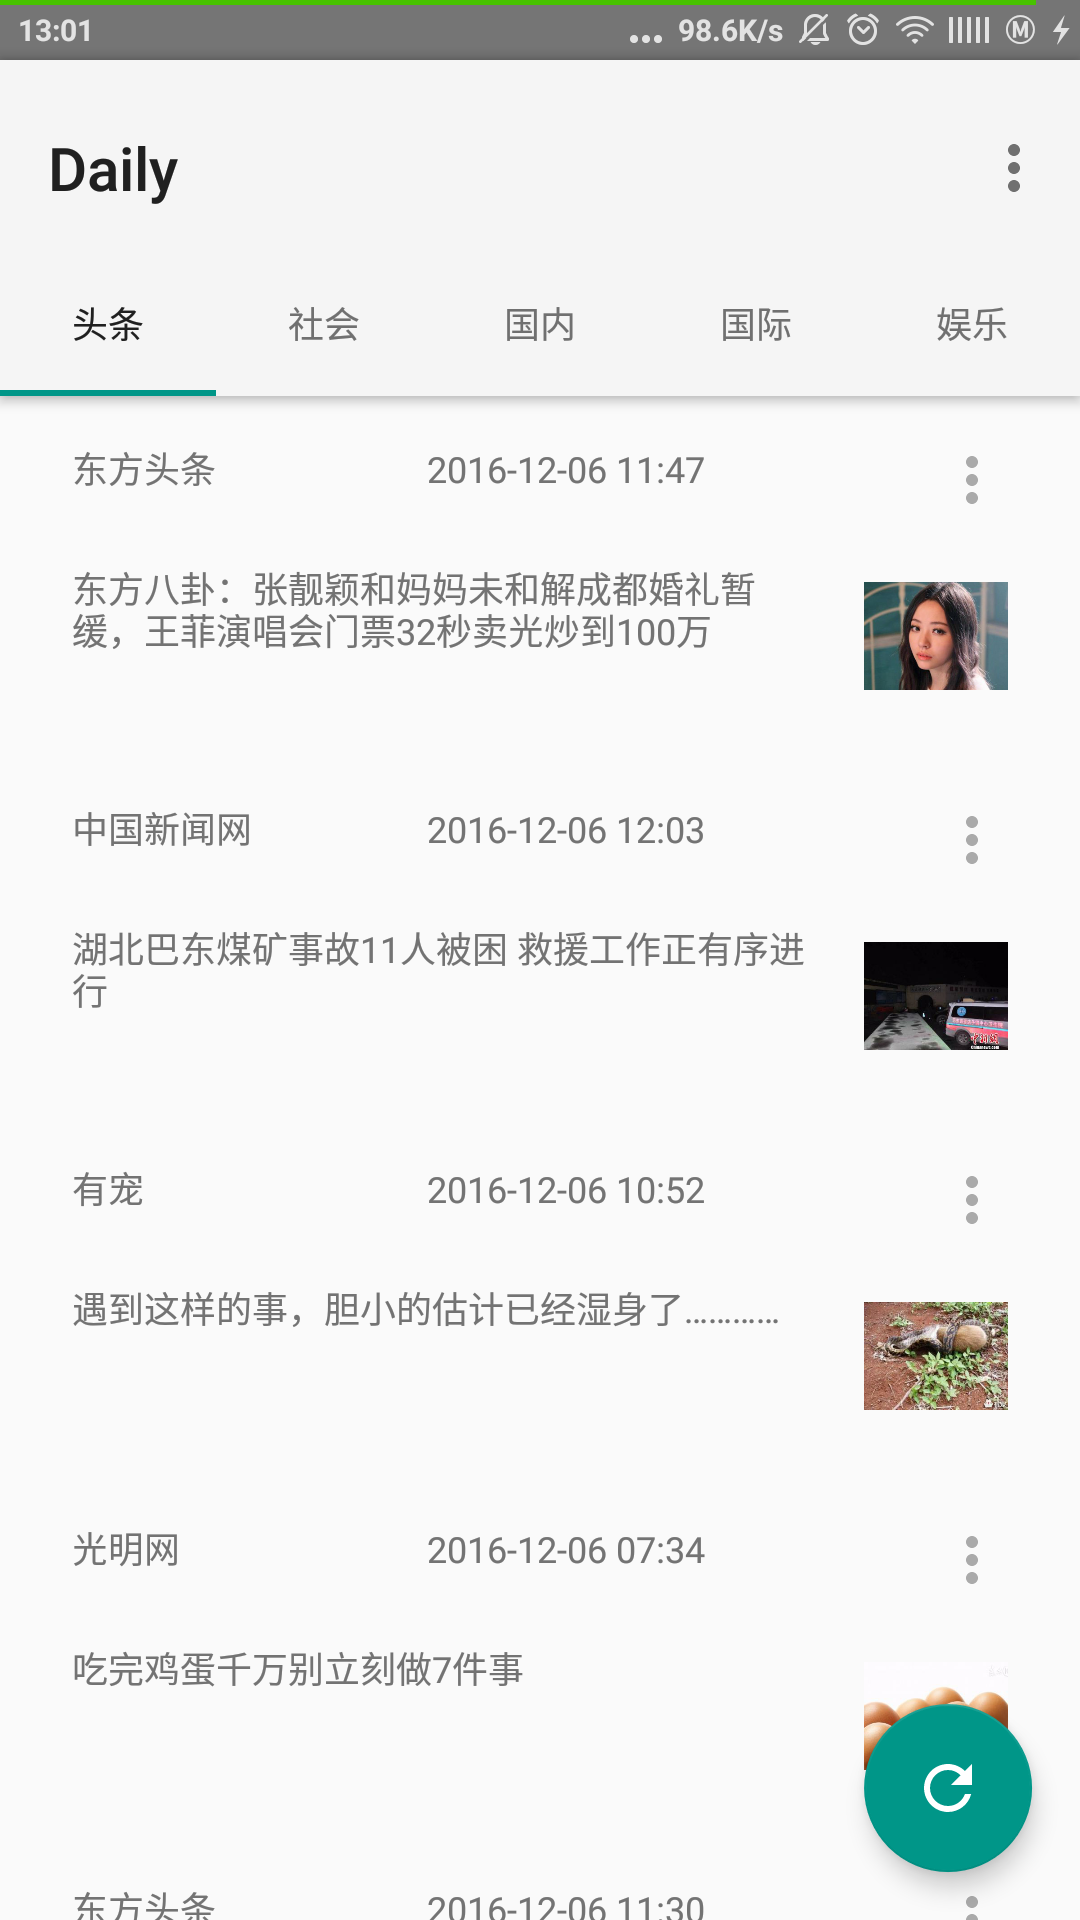 13:01
... 98.6K/s
Daily
头条 社会 国内 国际 娱乐
东方头条 2016-12-06 11:47
东方八卦：张靓颖和妈妈未和解成都婚礼暂
缓，王菲演唱会门票32秒卖光炒到100万
中国新闻网 2016-12-06 12:03
湖北巴东煤矿事故11人被困 救援工作正有序进
行
有宠 2016-12-06 10:52
遇到这样的事，胆小的估计已经湿身了…………
光明网 2016-12-06 07:34
吃完鸡蛋千万别立刻做7件事
东方头条 2016-12-06 11:30